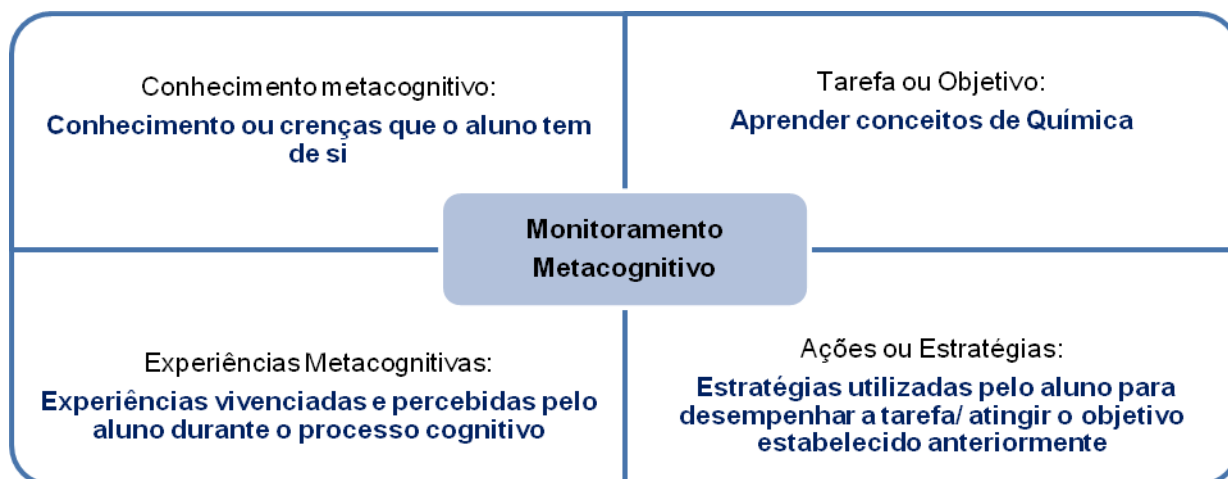 Conhecimento metacognitivo:
Conhecimento ou crenças que o aluno tem
de si
Tarefa ou Objetivo:
Aprender conceitos de Química
Monitoramento
Metacognitivo
Experiências Metacognitivas:
Experiências vivenciadas e percebidas pelo
aluno durante o processo cognitivo
Ações ou Estratégias:
Estratégias utilizadas pelo aluno para
desempenhar a tarefa/ atingir o objetivo
estabelecido anteriormente